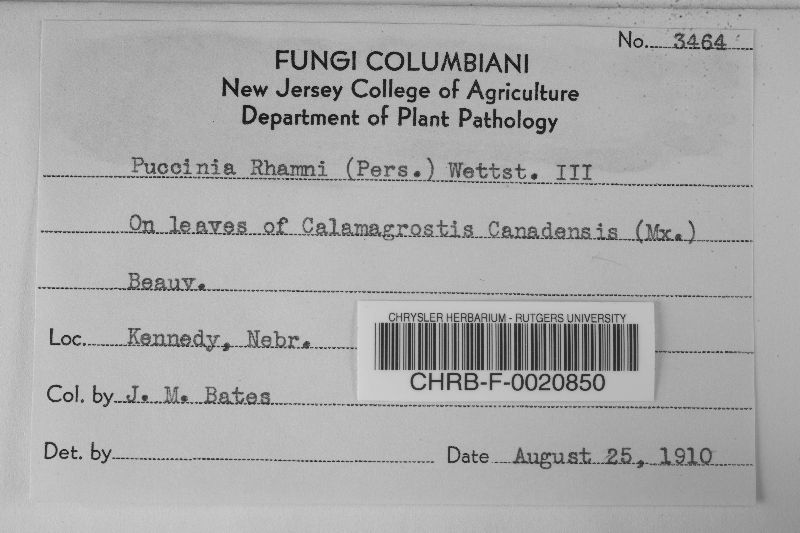 No. 3464
FUNGI COLUMBIANI
New Jersey College of Agriculture
Department of Plant Pathology
Puccinia Rhamni (Pers.) Wettst. III
On leaves of Calamagrostis Canadensis (Mx.)
Beauv.
Loc. Kennedy, Nebr.
CHRYSLER HERBARIUM - RUTGERS UNIVERSITY
CHRB-F-0020850
Col. by J. M. Bates
Det. by
Date August 25, 1910